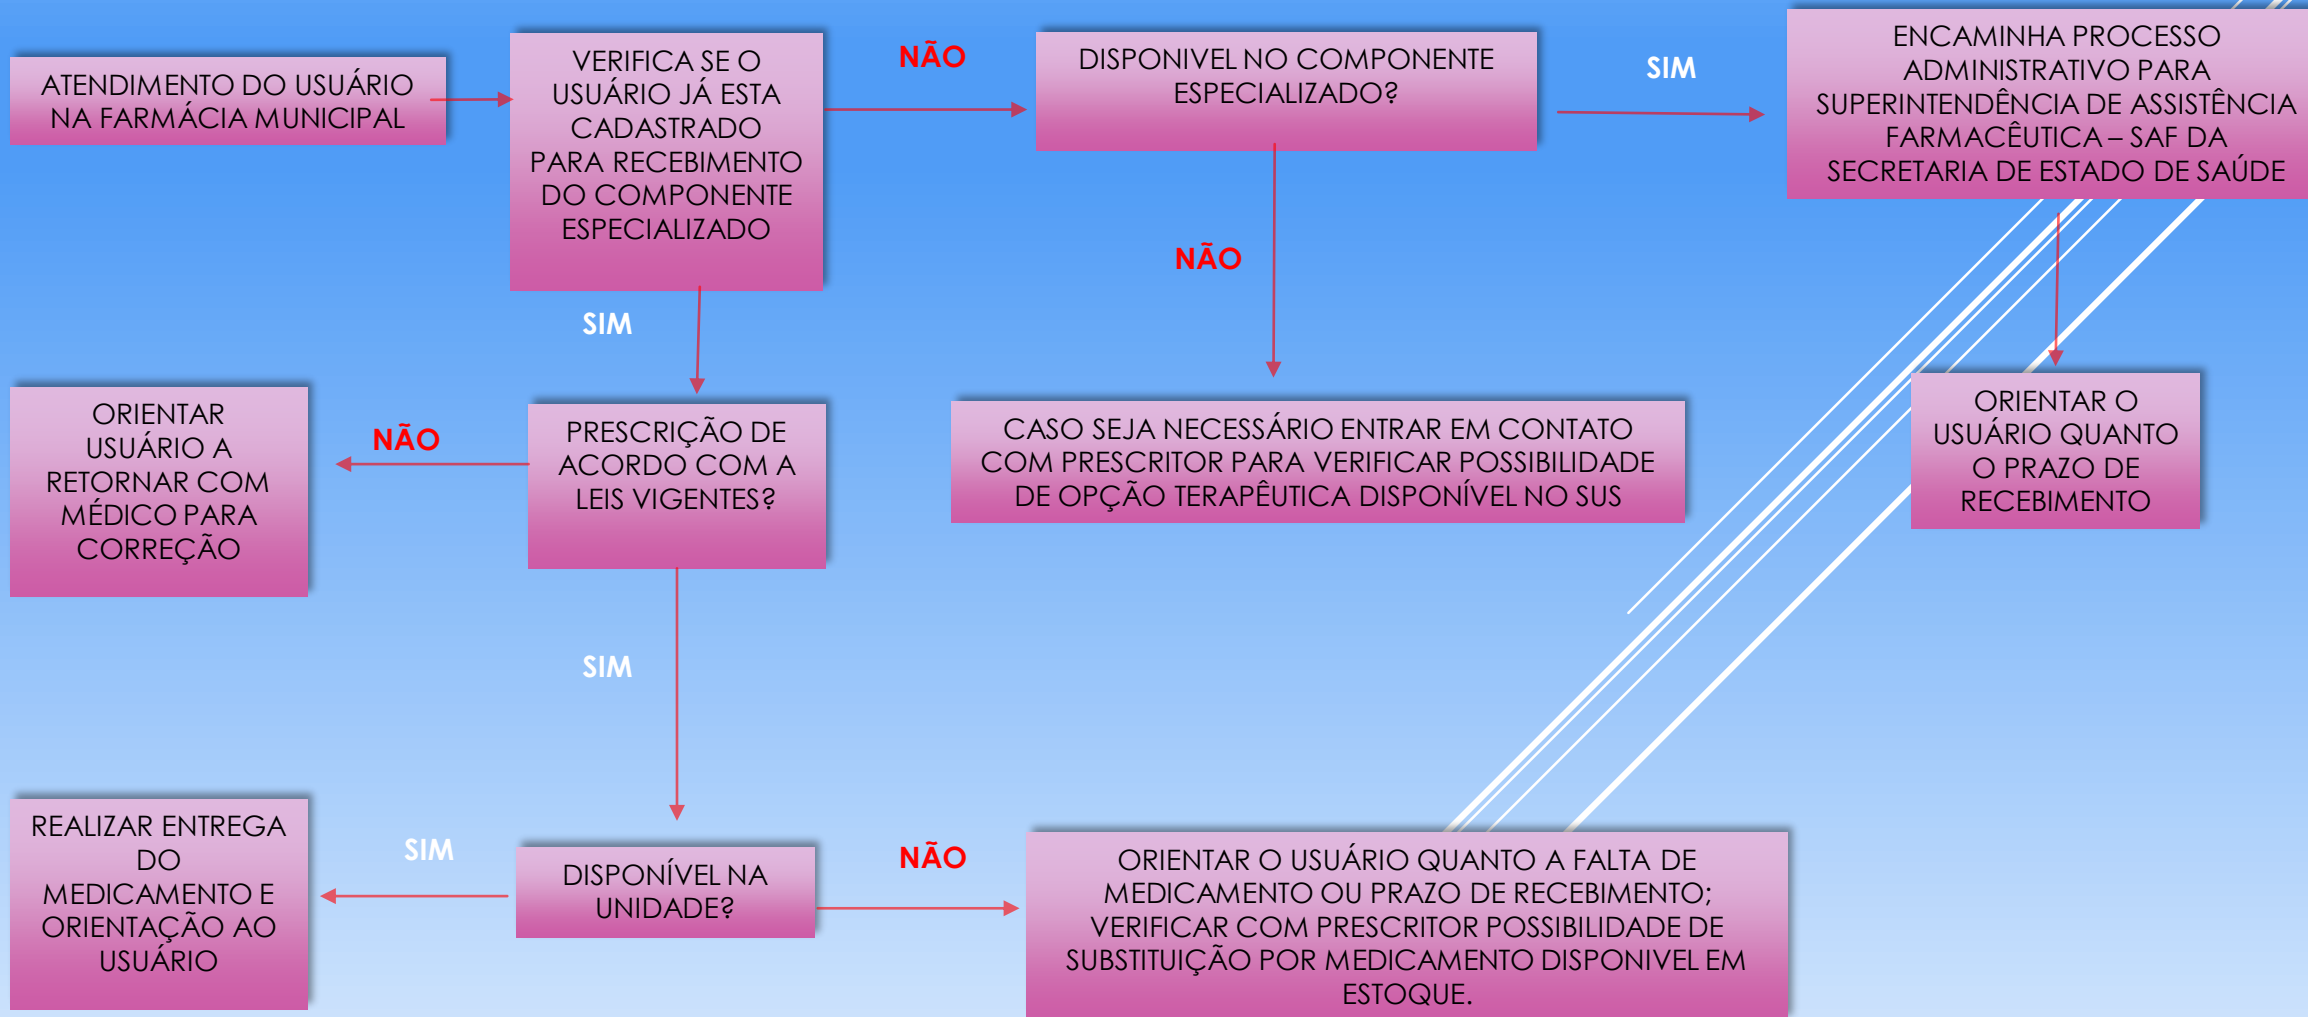 ATENDIMENTO DO USUÁRIO
NA FARMÁCIA MUNICIPAL
VERIFICA SE O
USUÁRIO JÁ ESTA
CADASTRADO
PARA RECEBIMENTO
DO COMPONENTE
ESPECIALIZADO
NÃO
DISPONIVEL NO COMPONENTE
ESPECIALIZADO?
SIM
ENCAMINHA PROCESSO
ADMINISTRATIVO PARA
SUPERINTENDÊNCIA DE ASSISTÊNCIA
FARMACÊUTICA – SAF DA
SECRETARIA DE ESTADO DE SAÚDE
NÃO
SIM
ORIENTAR
USUÁRIO A
RETORNAR COM
MÉDICO PARA
CORREÇÃO
NÃO
PRESCRIÇÃO DE
ACORDO COM A
LEIS VIGENTES?
CASO SEJA NECESSÁRIO ENTRAR EM CONTATO
COM PRESCRITOR PARA VERIFICAR POSSIBILIDADE
DE OPÇÃO TERAPÊUTICA DISPONÍVEL NO SUS
ORIENTAR O
USUÁRIO QUANTO
O PRAZO DE
RECEBIMENTO
SIM
REALIZAR ENTREGA
DO
MEDICAMENTO E
ORIENTAÇÃO AO
USUÁRIO
SIM
DISPONÍVEL NA
UNIDADE?
NÃO
ORIENTAR O USUÁRIO QUANTO A FALTA DE
MEDICAMENTO OU PRAZO DE RECEBIMENTO;
VERIFICAR COM PRESCRITOR POSSIBILIDADE DE
SUBSTITUIÇÃO POR MEDICAMENTO DISPONIVEL EM
ESTOQUE.